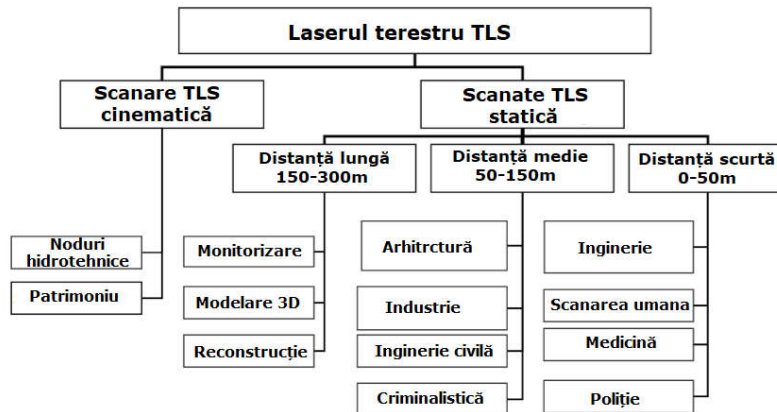 Laserul terestru TLS
Scanare TLS
cinematică
Scanate TLS
statică
Distanță lungă
150-300m
Distanță medie
50-150m
Distanță scurtă
0-50m
Noduri
hidrotehnice
Patrimoniu
Monitorizare
Modelare 3D
Reconstrucție
Arhitrctură
Industrie
Inginerie civilă
Criminalistică
Inginerie
Scanarea umana
Medicină
Poliție